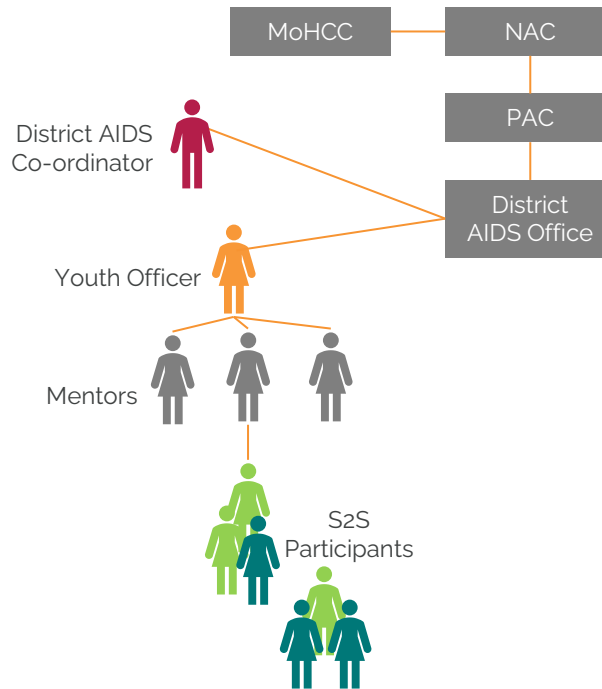 MoHCC
NAC
PAC
District AIDS
Co-ordinator
District
AIDS Office
Youth Officer
Mentors
S2S
Participants